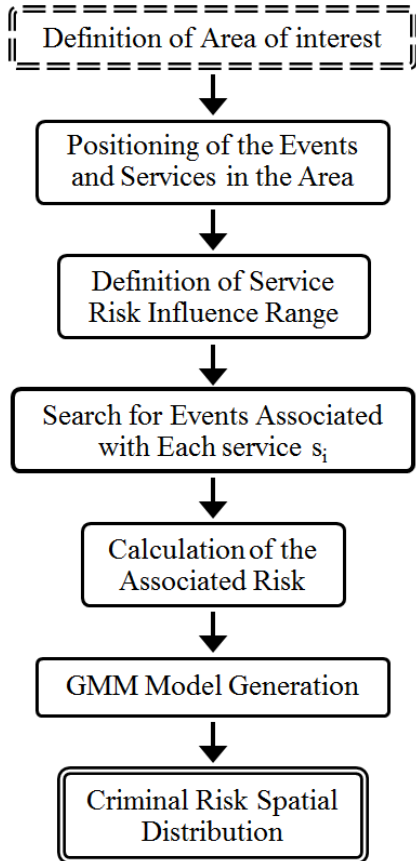 Definition of Area of interest
Positioning of the Events
and Services in the Area
Definition of Service
Risk Influence Range
Search for Events Associated
with Each service sᵢ
Calculation of the
Associated Risk
GMM Model Generation
Criminal Risk Spatial
Distribution